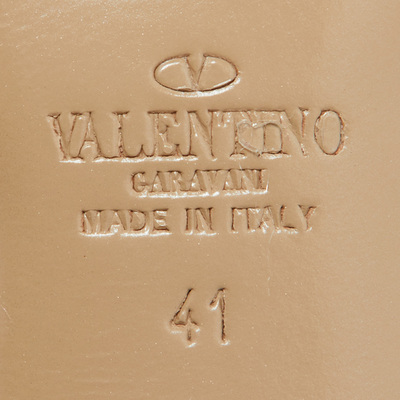 V
VALENTINO
GARAVANI
MADE IN ITALY
41